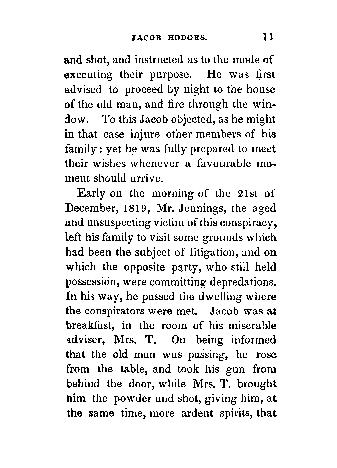 JACOB HODGES. 11
and shot, and instructed as to the mode of
executing their purpose. He was first
advised to proceed by night to the house
of the old man, and fire through the win-
dow. To this Jacob objected, as he might
in that case injure other members of his
family: yet he was fully prepared to meet
their wishes whenever a favourable mo-
ment should arrive.
Early on the morning of the 21st of
December, 1819, Mr. Jennings, the aged
and unsuspecting victim of this conspiracy,
left his family to visit some grounds which
had been the subject of litigation, and on
which the opposite party, who still held
possession, were committing depredations.
In his way, he passed the dwelling where
the conspirators were met. Jacob was at
breakfast, in the room of his miserable
adviser, Mrs. T. On being informed
that the old man was passing, he rose
from the table, and took his gun from
behind the door, while Mrs. T. brought
him the powder and shot, giving him, at
the same time, more ardent spirits, that